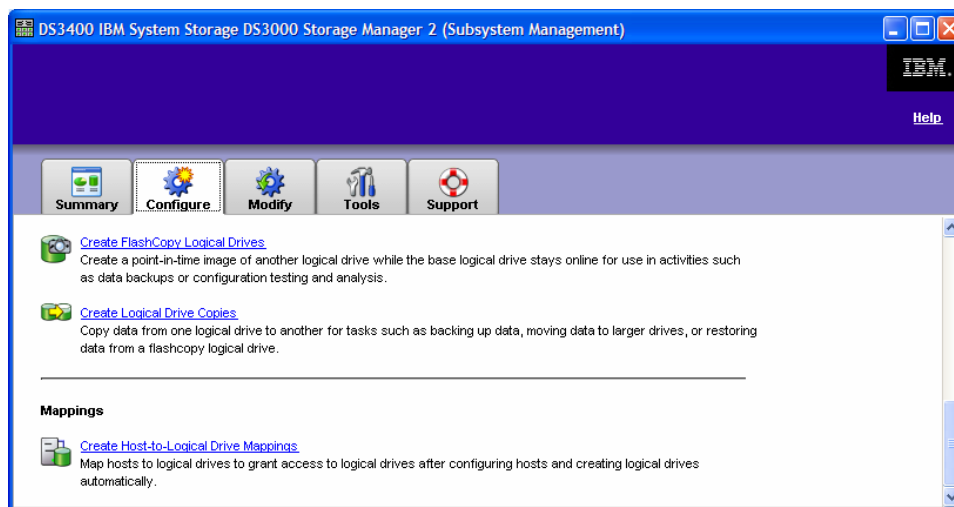 DS3400 IBM System Storage DS3000 Storage Manager 2 (Subsystem Management)
IBM.
Help
Summary
Configure
Modify
Tools
Support
Create FlashCopy Logical Drives
Create a point-in-time image of another logical drive while the base logical drive stays online for use in activities such
as data backups or configuration testing and analysis.
Create Logical Drive Copies
Copy data from one logical drive to another for tasks such as backing up data, moving data to larger drives, or restoring
data from a flashcopy logical drive.
Mappings
Create Host-to-Logical Drive Mappings
Map hosts to logical drives to grant access to logical drives after configuring hosts and creating logical drives
automatically.